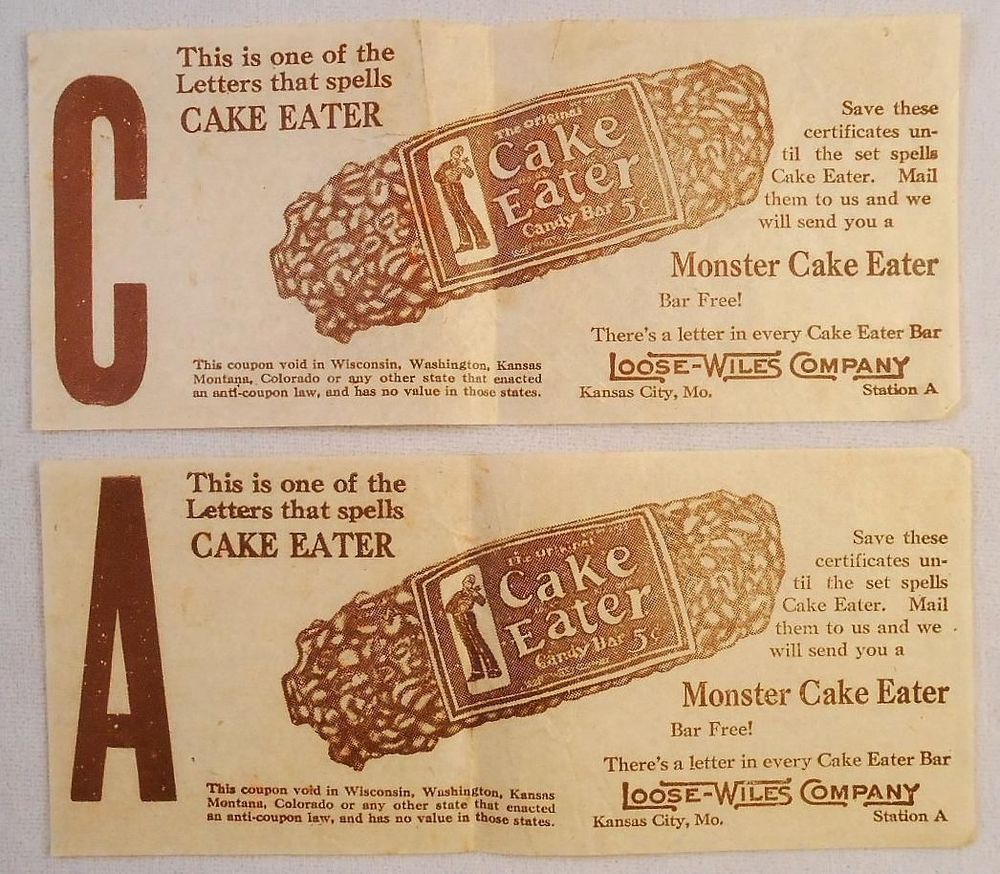 C
This is one of the
Letters that spells
CAKE EATER
The Original
Cake
Eater
Candy Bar 5¢
Save these
certificates un-
til the set spells
Cake Eater. Mail
them to us and we
will send you a
Monster Cake Eater
Bar Free!
There's a letter in every Cake Eater Bar
LOOSE-WILES COMPANY
Kansas City, Mo. Station A
This coupon void in Wisconsin, Washington, Kansas
Montana, Colorado or any other state that enacted
an anti-coupon law, and has no value in those states.
A
This is one of the
Letters that spells
CAKE EATER
The Original
Cake
Eater
Candy Bar 5¢
Save these
certificates un-
til the set spells
Cake Eater. Mail
them to us and we
will send you a
Monster Cake Eater
Bar Free!
There's a letter in every Cake Eater Bar
LOOSE-WILES COMPANY
Kansas City, Mo. Station A
This coupon void in Wisconsin, Washington, Kansas
Montana, Colorado or any other state that enacted
an anti-coupon law, and has no value in those states.